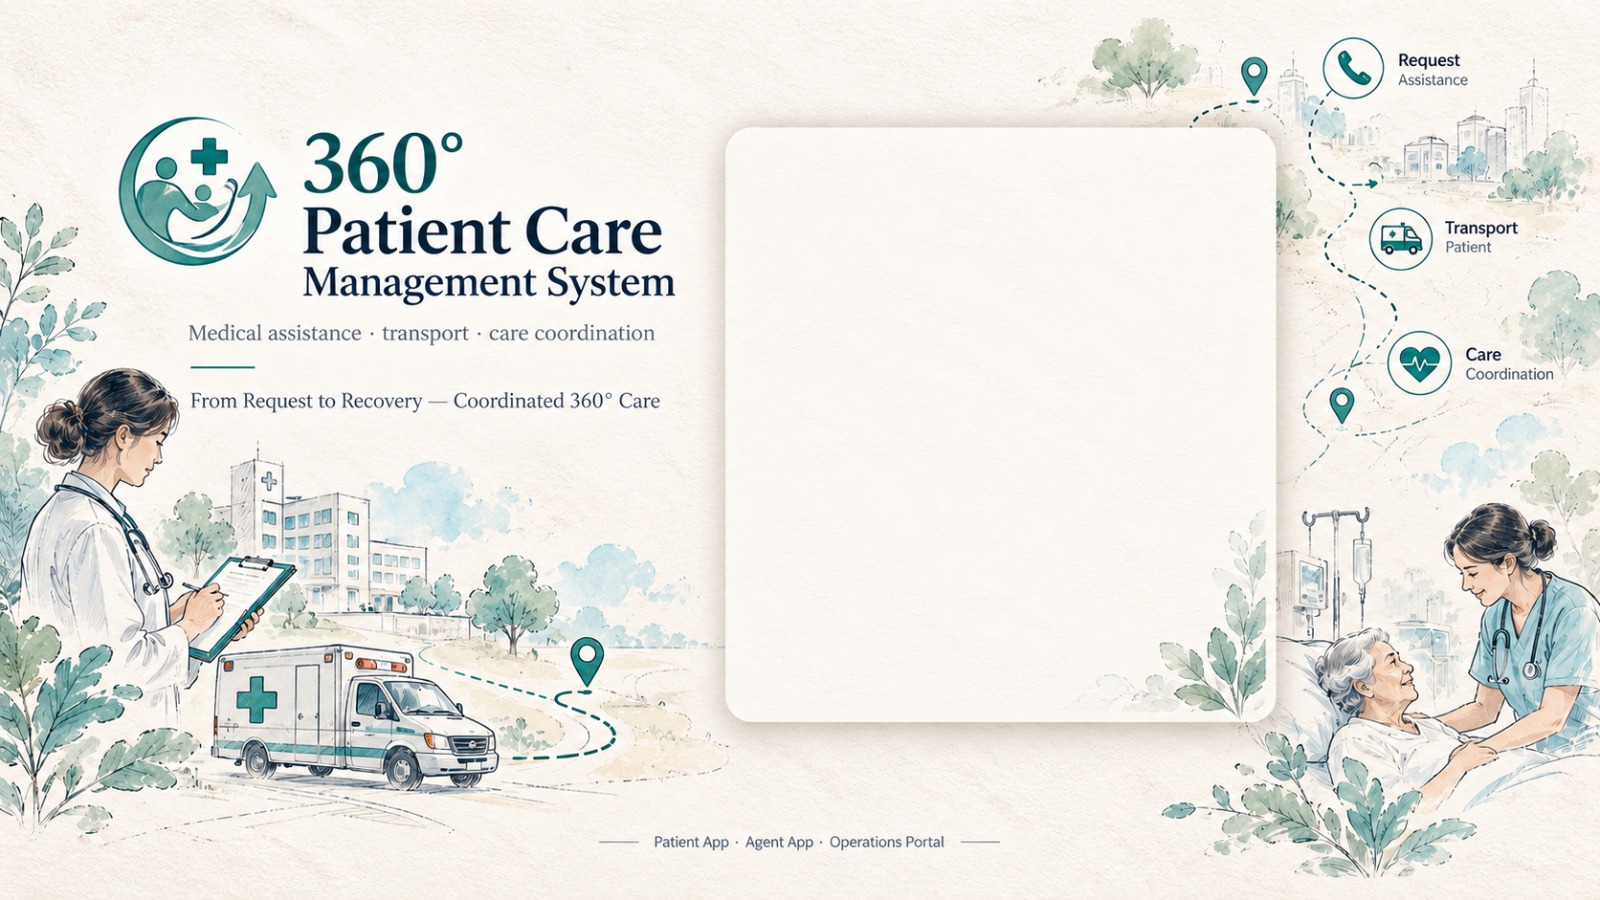 360°
Patient Care
Management System
Medical assistance · transport · care coordination
From Request to Recovery — Coordinated 360° Care
Request
Assistance
Transport
Patient
Care
Coordination
Patient App · Agent App · Operations Portal